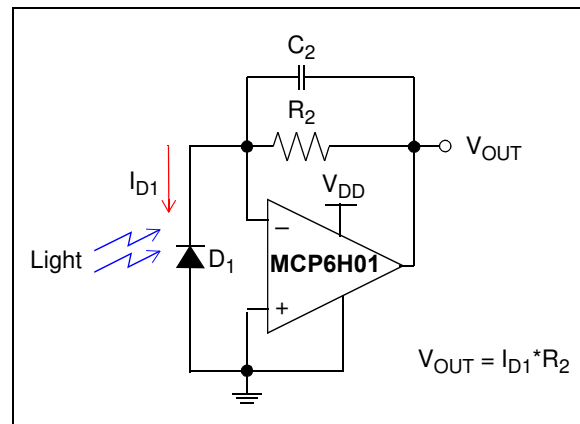 C2
R2
VOUT
ID1
VDD
−
Light
D1
MCP6H01
+
VOUT = ID1*R2